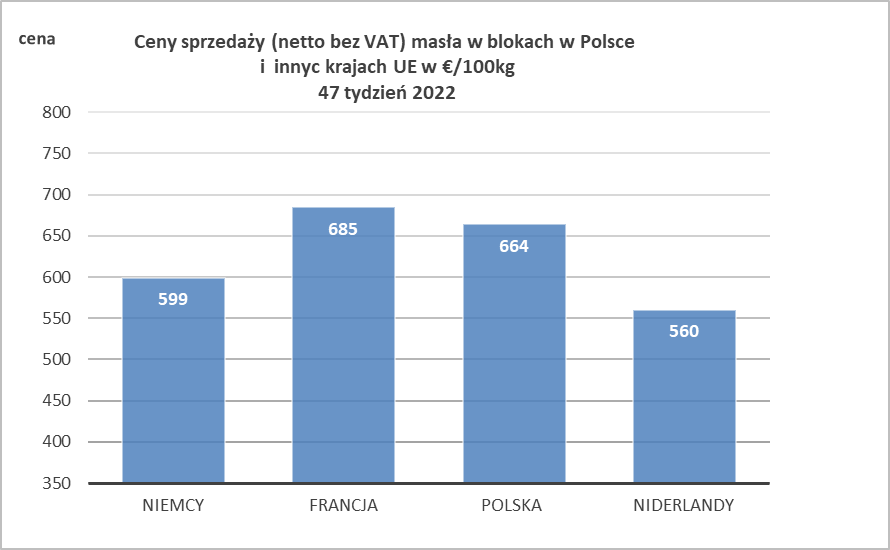 cena
Ceny sprzedaży (netto bez VAT) masła w blokach w Polsce
i innyc krajach UE w €/100kg
47 tydzień 2022
800
750
700
650
600
550
500
450
400
350
599
685
664
560
NIEMCY
FRANCJA
POLSKA
NIDERLANDY